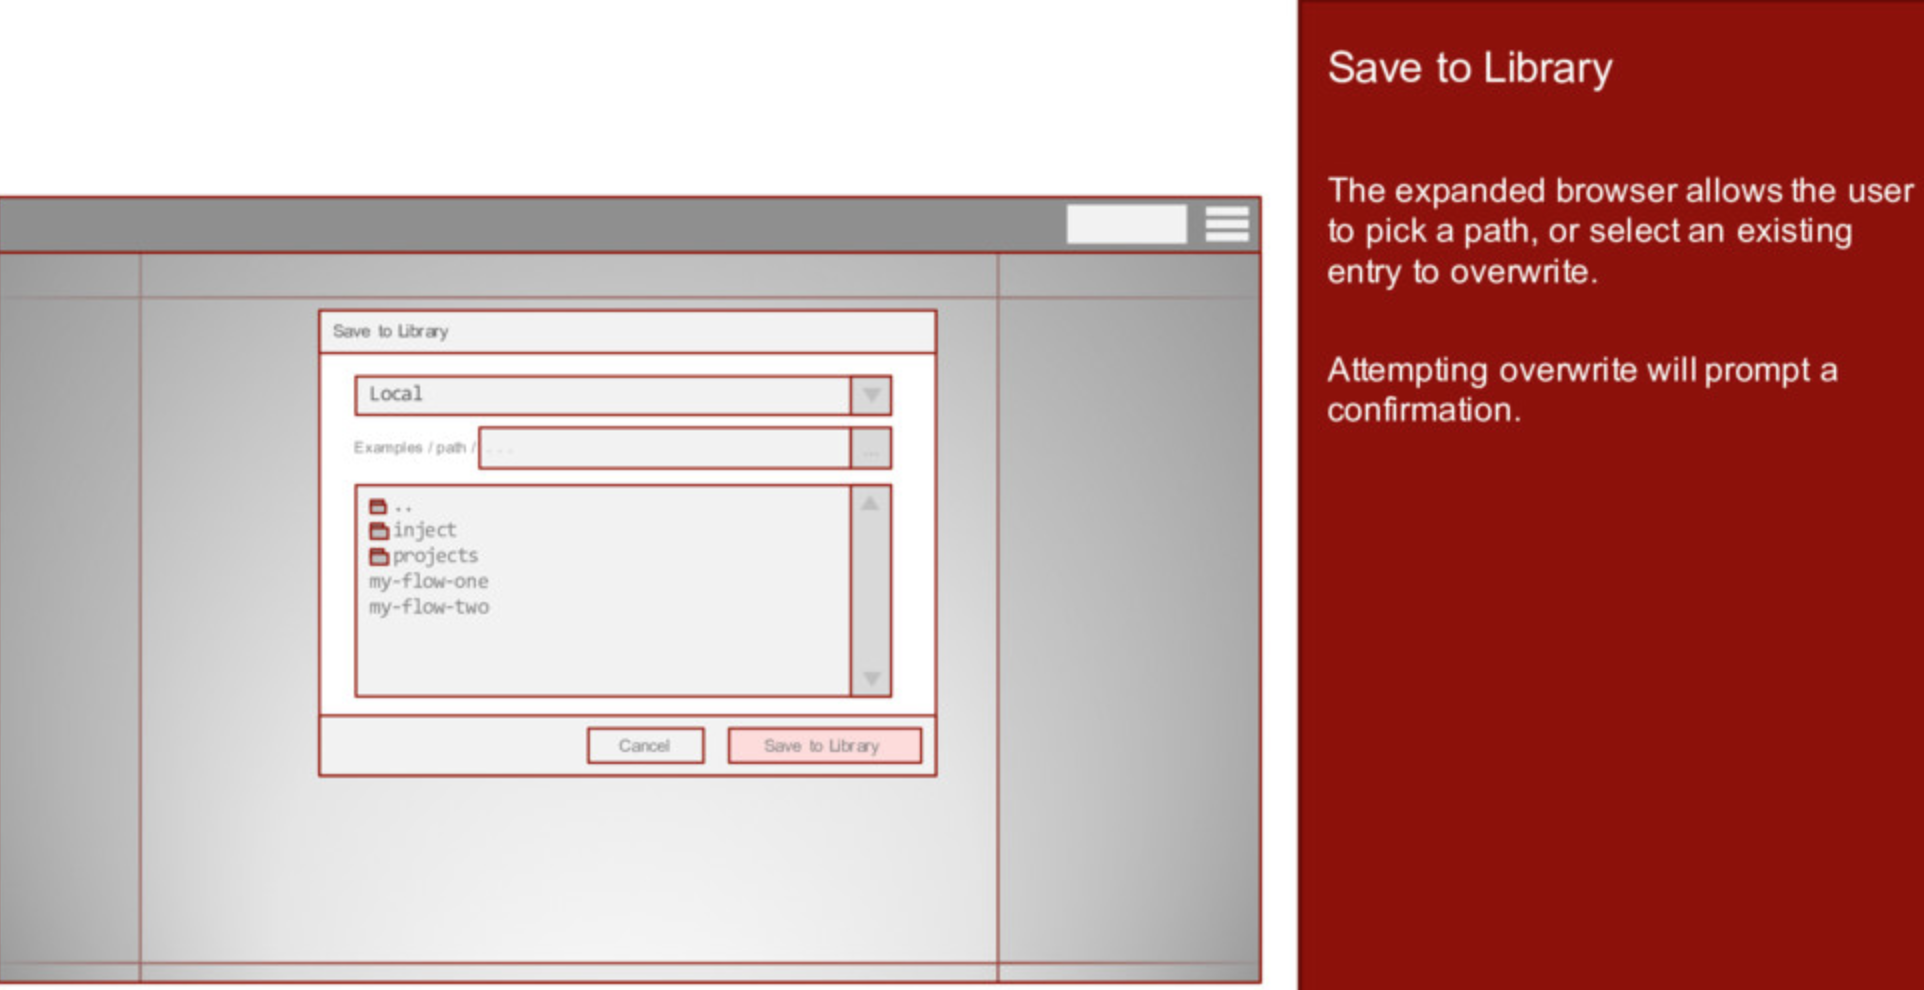 Save to Library
Local
Examples / path / ...
...
..
inject
projects
my-flow-one
my-flow-two
Cancel
Save to Library
Save to Library
The expanded browser allows the user
to pick a path, or select an existing
entry to overwrite.
Attempting overwrite will prompt a
confirmation.